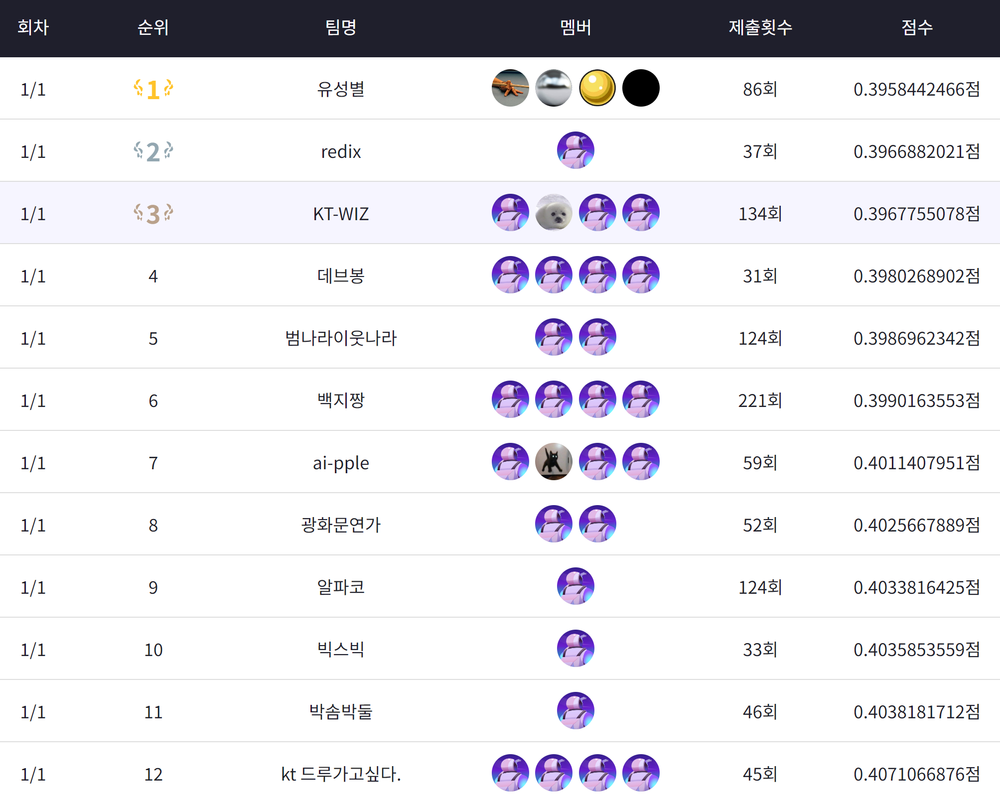 회차 순위 팀명 멤버 제출횟수 점수
1/1 1 유성별 86회 0.3958442466점
1/1 2 redix 37회 0.3966882021점
1/1 3 KT-WIZ 134회 0.3967755078점
1/1 4 데브봉 31회 0.3980268902점
1/1 5 범나라이웃나라 124회 0.3986962342점
1/1 6 백지짱 221회 0.3990163553점
1/1 7 ai-pple 59회 0.4011407951점
1/1 8 광화문연가 52회 0.4025667889점
1/1 9 알파코 124회 0.4033816425점
1/1 10 빅스빅 33회 0.4035853559점
1/1 11 박솜박둘 46회 0.4038181712점
1/1 12 kt 드루가고싶다. 45회 0.4071066876점